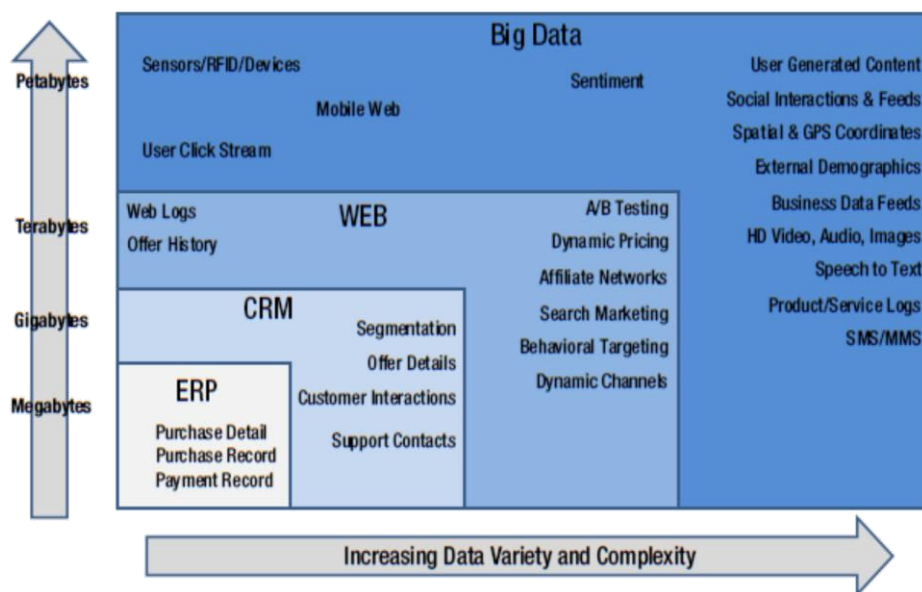 Big Data
Petabytes
Sensors/RFID/Devices
Mobile Web
User Click Stream
Sentiment
User Generated Content
Social Interactions & Feeds
Spatial & GPS Coordinates
External Demographics
Business Data Feeds
HD Video, Audio, Images
Speech to Text
Product/Service Logs
SMS/MMS
Terabytes
WEB
Web Logs
Offer History
A/B Testing
Dynamic Pricing
Affiliate Networks
Search Marketing
Behavioral Targeting
Dynamic Channels
Gigabytes
CRM
Segmentation
Offer Details
Customer Interactions
Support Contacts
Megabytes
ERP
Purchase Detail
Purchase Record
Payment Record
Increasing Data Variety and Complexity